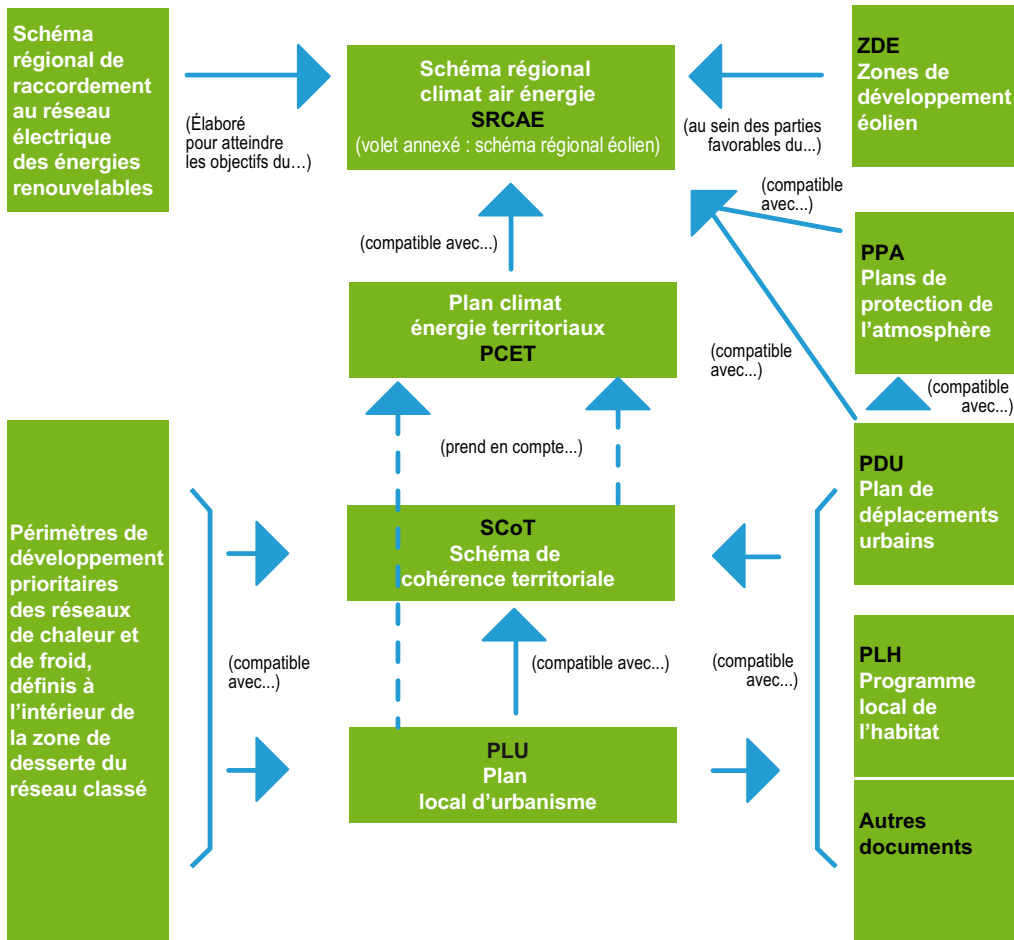 Schéma
régional de
raccordement
au réseau
électrique
des énergies
renouvelables
(Élaboré
pour atteindre
les objectifs du…)
Schéma régional
climat air énergie
SRCAE
(volet annexé : schéma régional éolien)
(au sein des parties
favorables du...)
ZDE
Zones de
développement
éolien
(compatible
avec...)
(compatible avec...)
PPA
Plans de
protection de
l’atmosphère
Plan climat
énergie territoriaux
PCET
(compatible
avec...)
(compatible
avec...)
(prend en compte...)
PDU
Plan de
déplacements
urbains
Périmètres de
développement
prioritaires
des réseaux
de chaleur et
de froid,
définis à
l’intérieur de
la zone de
desserte du
réseau classé
SCoT
Schéma de
cohérence territoriale
(compatible
avec...)
(compatible avec...)
(compatible
avec...)
PLH
Programme
local de
l’habitat
PLU
Plan
local d’urbanisme
Autres
documents